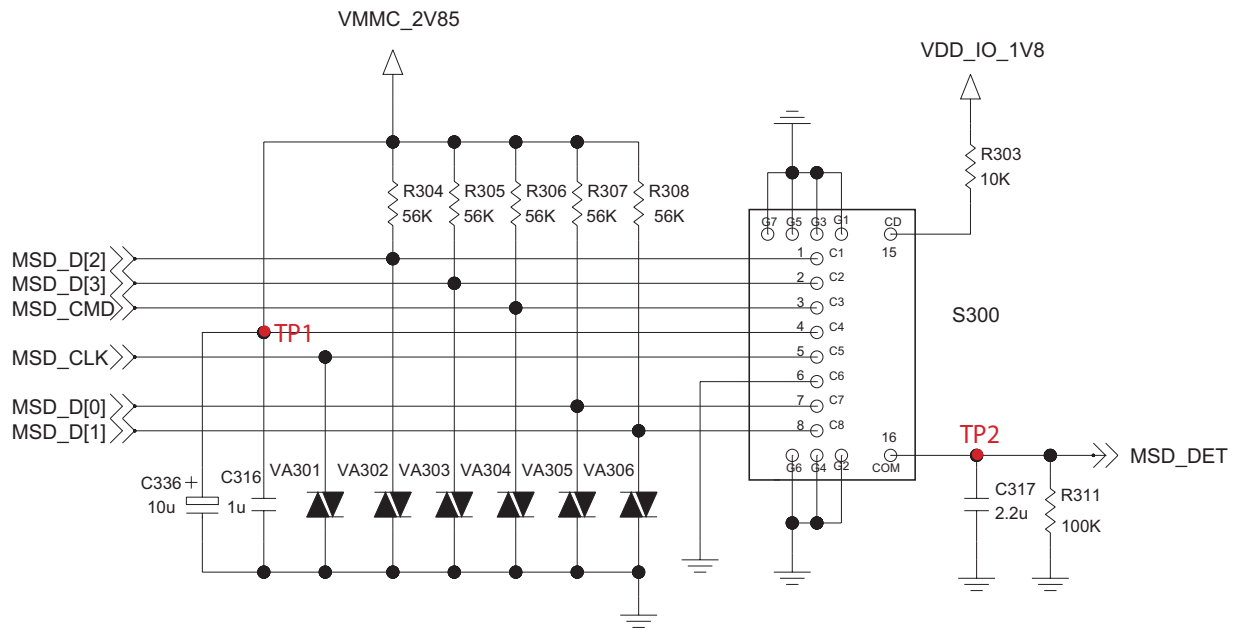 VMMC_2V85
VDD_IO_1V8
R303
10K
R304
56K
R305
56K
R306
56K
R307
56K
R308
56K
G7
G5
G3
G1
CD
15
MSD_D[2]
1
C1
MSD_D[3]
2
C2
MSD_CMD
3
C3
S300
TP1
4
C4
MSD_CLK
5
C5
6
C6
MSD_D[0]
7
C7
MSD_D[1]
8
C8
16
COM
G6
G4
G2
TP2
MSD_DET
C336
+
10u
C316
1u
VA301
VA302
VA303
VA304
VA305
VA306
C317
2.2u
R311
100K